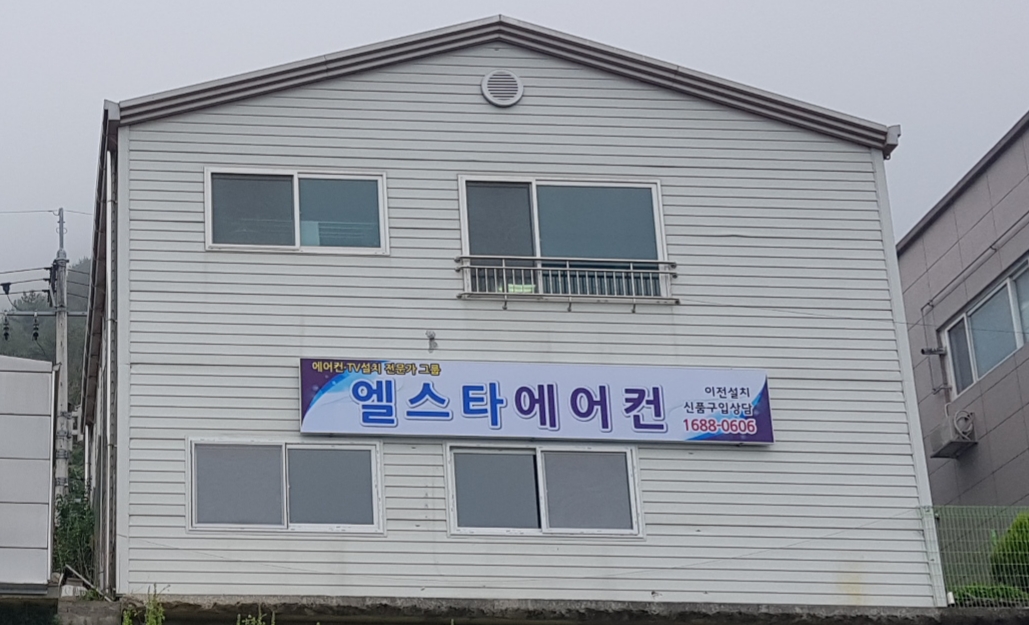 에어컨·TV설치 전문가 그룹
엘스타에어컨
이전설치
신품구입상담
1688-0606